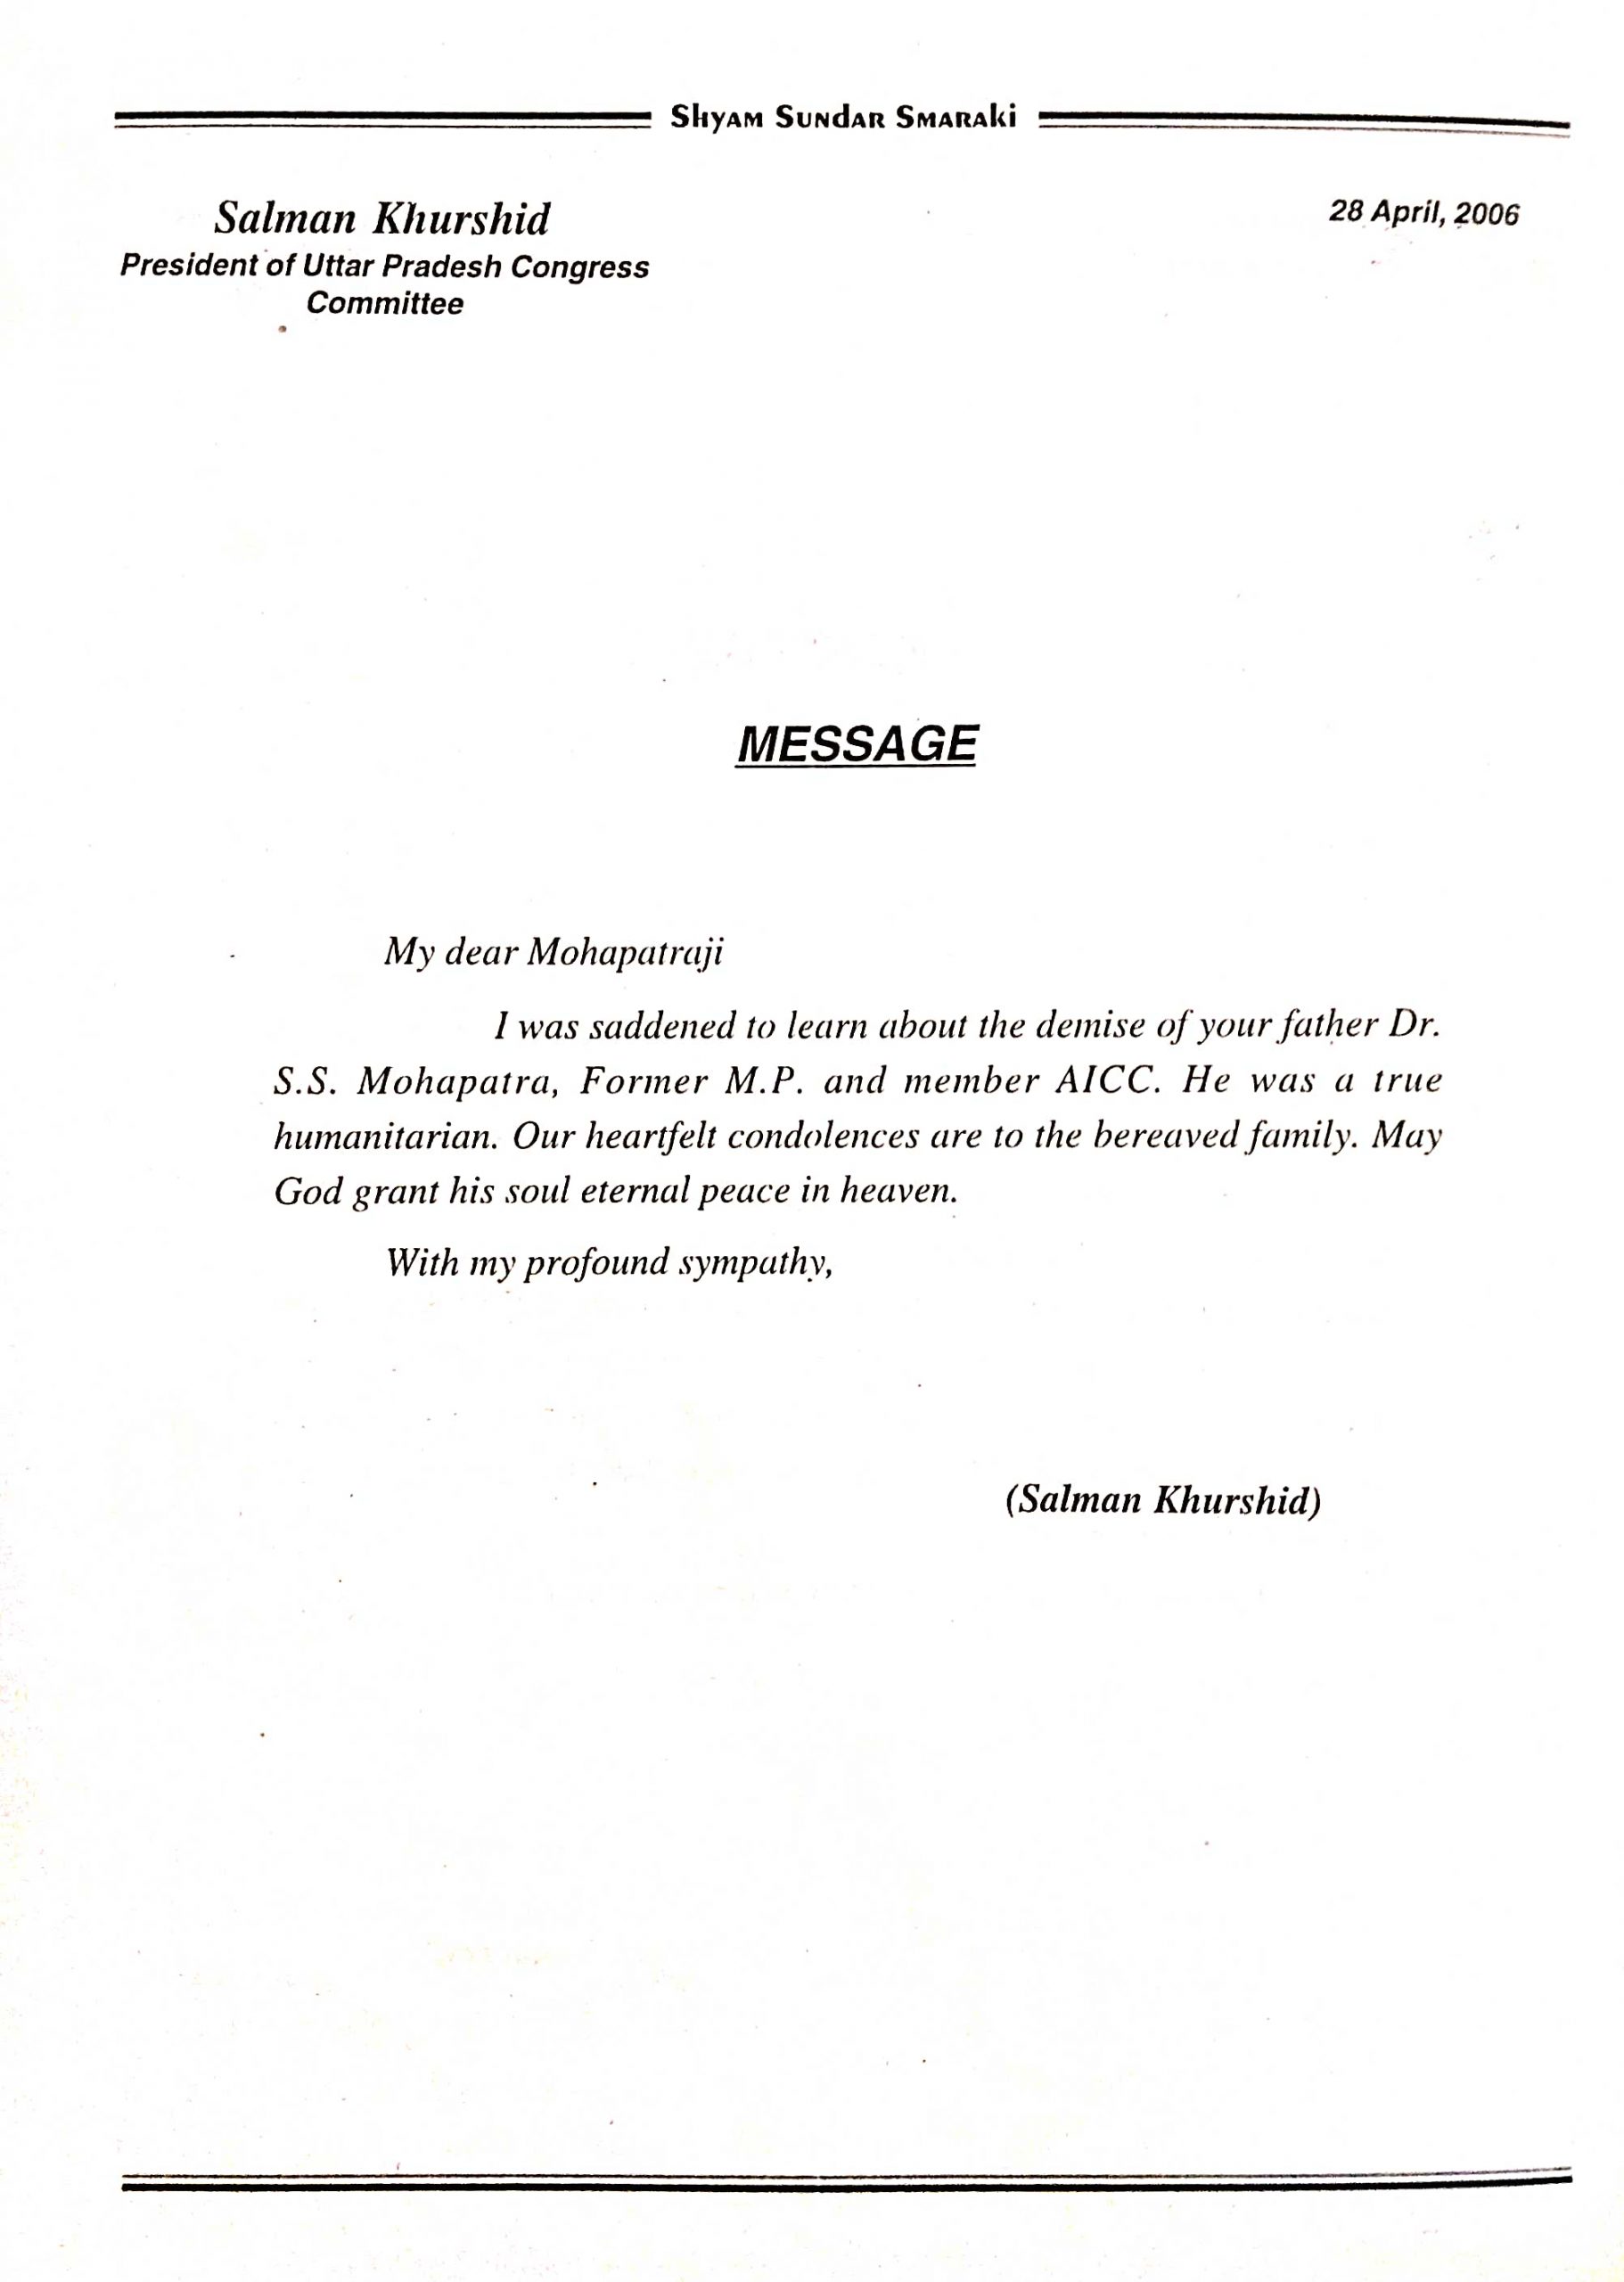 Shyam Sundar Smaraki
Salman Khurshid
President of Uttar Pradesh Congress
Committee
28 April, 2006
MESSAGE
My dear Mohapatraji
I was saddened to learn about the demise of your father Dr.
S.S. Mohapatra, Former M.P. and member AICC. He was a true
humanitarian. Our heartfelt condolences are to the bereaved family. May
God grant his soul eternal peace in heaven.
With my profound sympathy,
(Salman Khurshid)